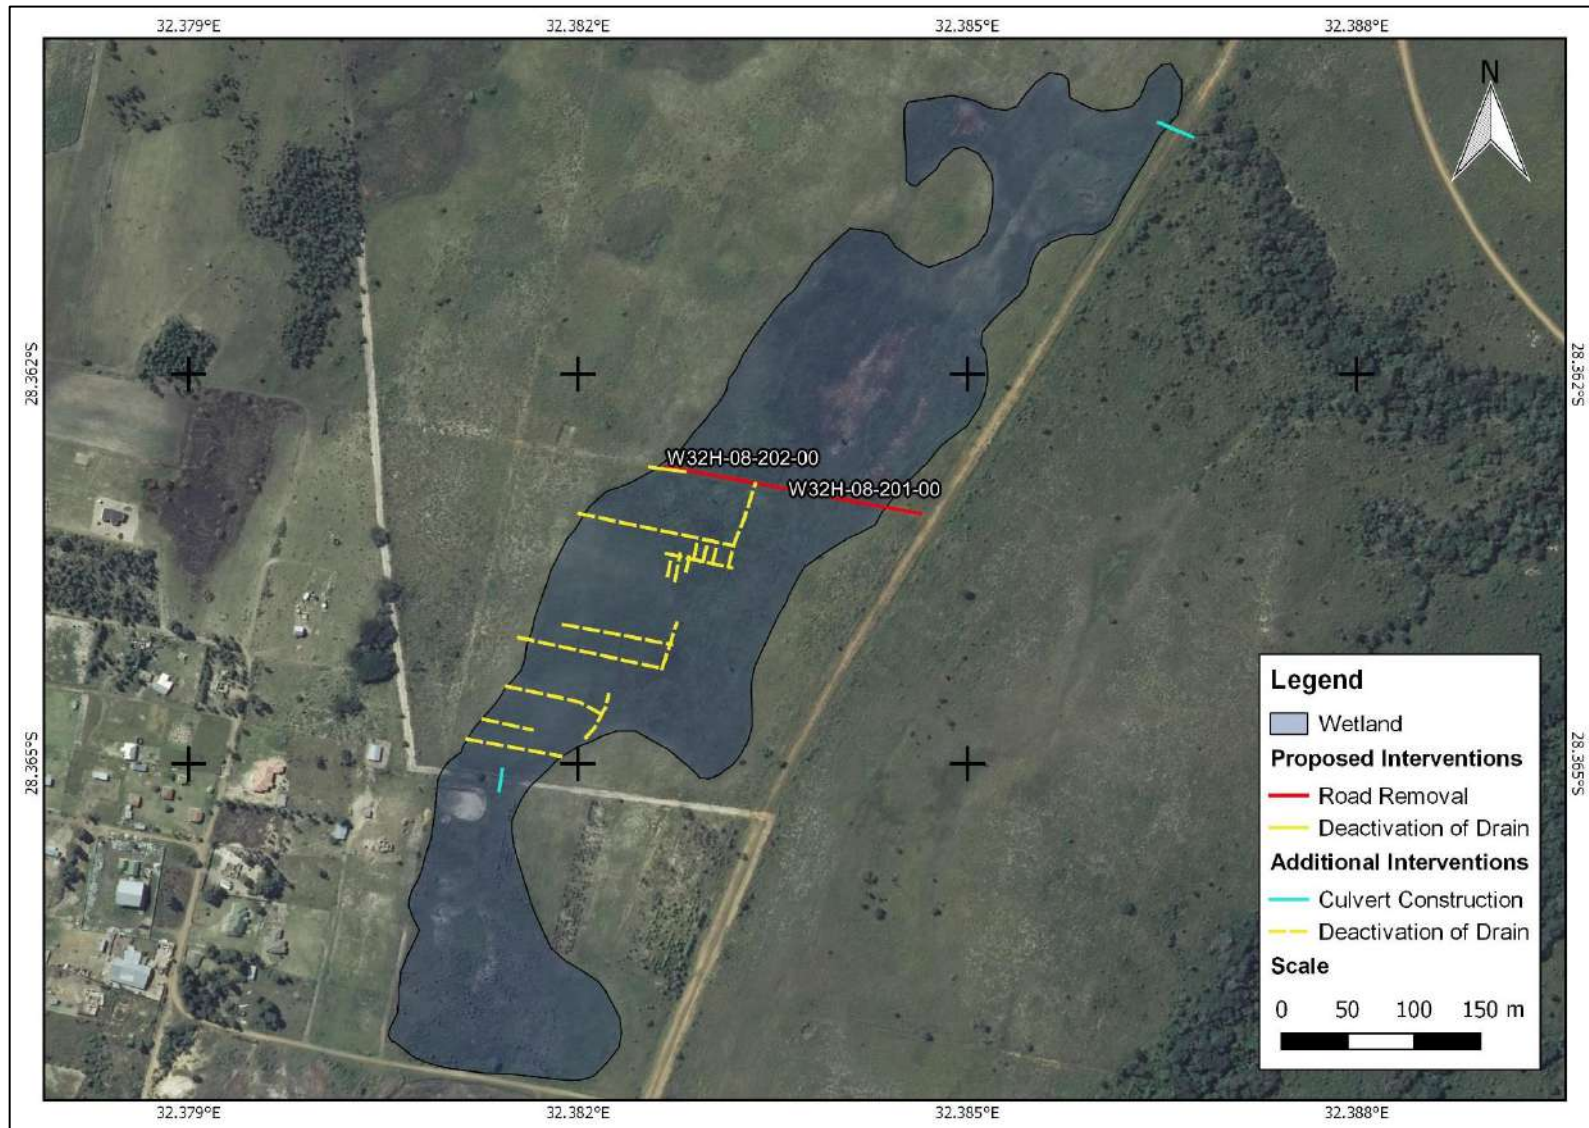 32.379°E 32.382°E 32.385°E 32.388°E
N
28.362°S 28.362°S
W32H-08-202-00
W32H-08-201-00
28.365°S 28.365°S
Legend
Wetland
Proposed Interventions
Road Removal
Deactivation of Drain
Additional Interventions
Culvert Construction
Deactivation of Drain
Scale
0 50 100 150 m
32.379°E 32.382°E 32.385°E 32.388°E